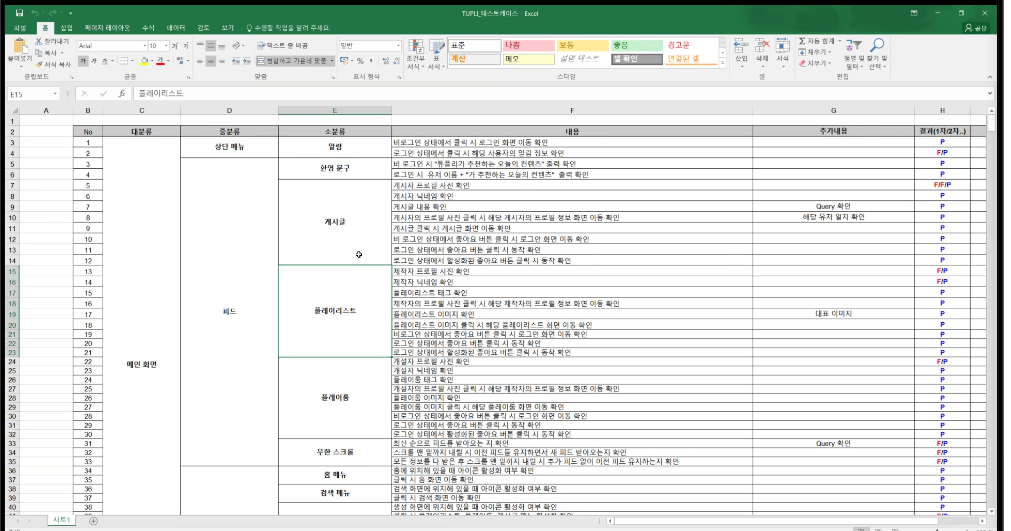 TUPLI_테스트케이스 - Excel
파일 홈 삽입 페이지 레이아웃 수식 데이터 검토 보기 수행할 작업을 알려 주세요. 공유
잘라내기
복사
서식 복사
붙여넣기
클립보드
Arial 10
글꼴
텍스트 줄 바꿈
병합하고 가운데 맞춤
맞춤
일반
표시 형식
조건부 서식
표 서식
표준 나쁨 보통 좋음 경고문
계산 메모 설명 텍스트 셀 확인 연결된 셀
스타일
삽입 삭제 서식
셀
자동 합계
채우기
지우기
정렬 및 필터
찾기 및 선택
편집
E15 플레이리스트
A B C D E F G H
1
2 No 대분류 중분류 소분류 내용 추가내용 결과(1차/2차..)
3 1 상단 메뉴 알람 비로그인 상태에서 클릭 시 로그인 화면 이동 확인 P
4 2 로그인 상태에서 클릭 시 해당 사용자의 알림 정보 확인 F/P
5 3 환영 문구 비 로그인 시 "튜플리가 추천하는 오늘의 컨텐츠" 출력 확인 P
6 4 로그인 시 유저 이름 + "가 추천하는 오늘의 컨텐츠" 출력 확인 P
7 5 게시글 게시자 프로필 사진 확인 F/F/P
8 6 게시자 닉네임 확인 P
9 7 게시글 내용 확인 Query 확인 P
10 8 게시자의 프로필 사진 클릭 시 해당 게시자의 프로필 정보 화면 이동 확인 해당 유저 일치 확인 P
11 9 게시글 클릭 시 게시글 화면 이동 확인 P
12 10 비 로그인 상태에서 좋아요 버튼 클릭 시 로그인 화면 이동 확인 P
13 11 로그인 상태에서 좋아요 버튼 클릭 시 동작 확인 P
14 12 로그인 상태에서 활성화된 좋아요 버튼 클릭 시 동작 확인 P
15 13 피드 플레이리스트 제작자 프로필 사진 확인 F/P
16 14 제작자 닉네임 확인 F/P
17 15 플레이리스트 태그 확인 P
18 16 제작자의 프로필 사진 클릭 시 해당 제작자의 프로필 정보 화면 이동 확인 P
19 17 플레이리스트 이미지 확인 대표 이미지 P
20 18 플레이리스트 이미지 클릭 시 해당 플레이리스트 화면 이동 확인 P
21 19 비로그인 상태에서 좋아요 버튼 클릭 시 로그인 화면 이동 확인 P
22 20 로그인 상태에서 좋아요 버튼 클릭 시 동작 확인 P
23 21 로그인 상태에서 활성화된 좋아요 버튼 클릭 시 동작 확인 P
24 22 메인 화면 플레이룸 개설자 프로필 사진 확인 F/P
25 23 개설자 닉네임 확인 P
26 24 플레이룸 태그 확인 P
27 25 개설자의 프로필 사진 클릭 시 해당 제작자의 프로필 정보 화면 이동 확인 P
28 26 플레이룸 이미지 확인 P
29 27 플레이룸 이미지 클릭 시 해당 플레이룸 화면 이동 확인 P
30 28 비로그인 상태에서 좋아요 버튼 클릭 시 로그인 화면 이동 확인 P
31 29 로그인 상태에서 좋아요 버튼 클릭 시 동작 확인 P
32 30 로그인 상태에서 활성화된 좋아요 버튼 클릭 시 동작 확인 P
33 31 무한 스크롤 최신 순으로 피드를 받아오는 지 확인 Query 확인 F/P
34 32 스크롤 맨 밑까지 내릴 시 이전 피드들 유지하면서 새 피드 받아오는지 확인 F/P
35 33 모든 정보를 다 받은 후 스크롤 맨 밑까지 내릴 시 추가 피드 없이 이전 피드 유지하는지 확인 F/P
36 34 홈 메뉴 홈에 위치해 있을 때 아이콘 활성화 여부 확인 P
37 35 클릭 시 홈 화면 이동 확인 P
38 36 검색 메뉴 검색 화면에 위치해 있을 때 아이콘 활성화 여부 확인 P
39 37 클릭 시 검색 화면 이동 확인 P
40 38 생성 화면에 위치해 있을 때 아이콘 활성화 여부 확인 P
시트1